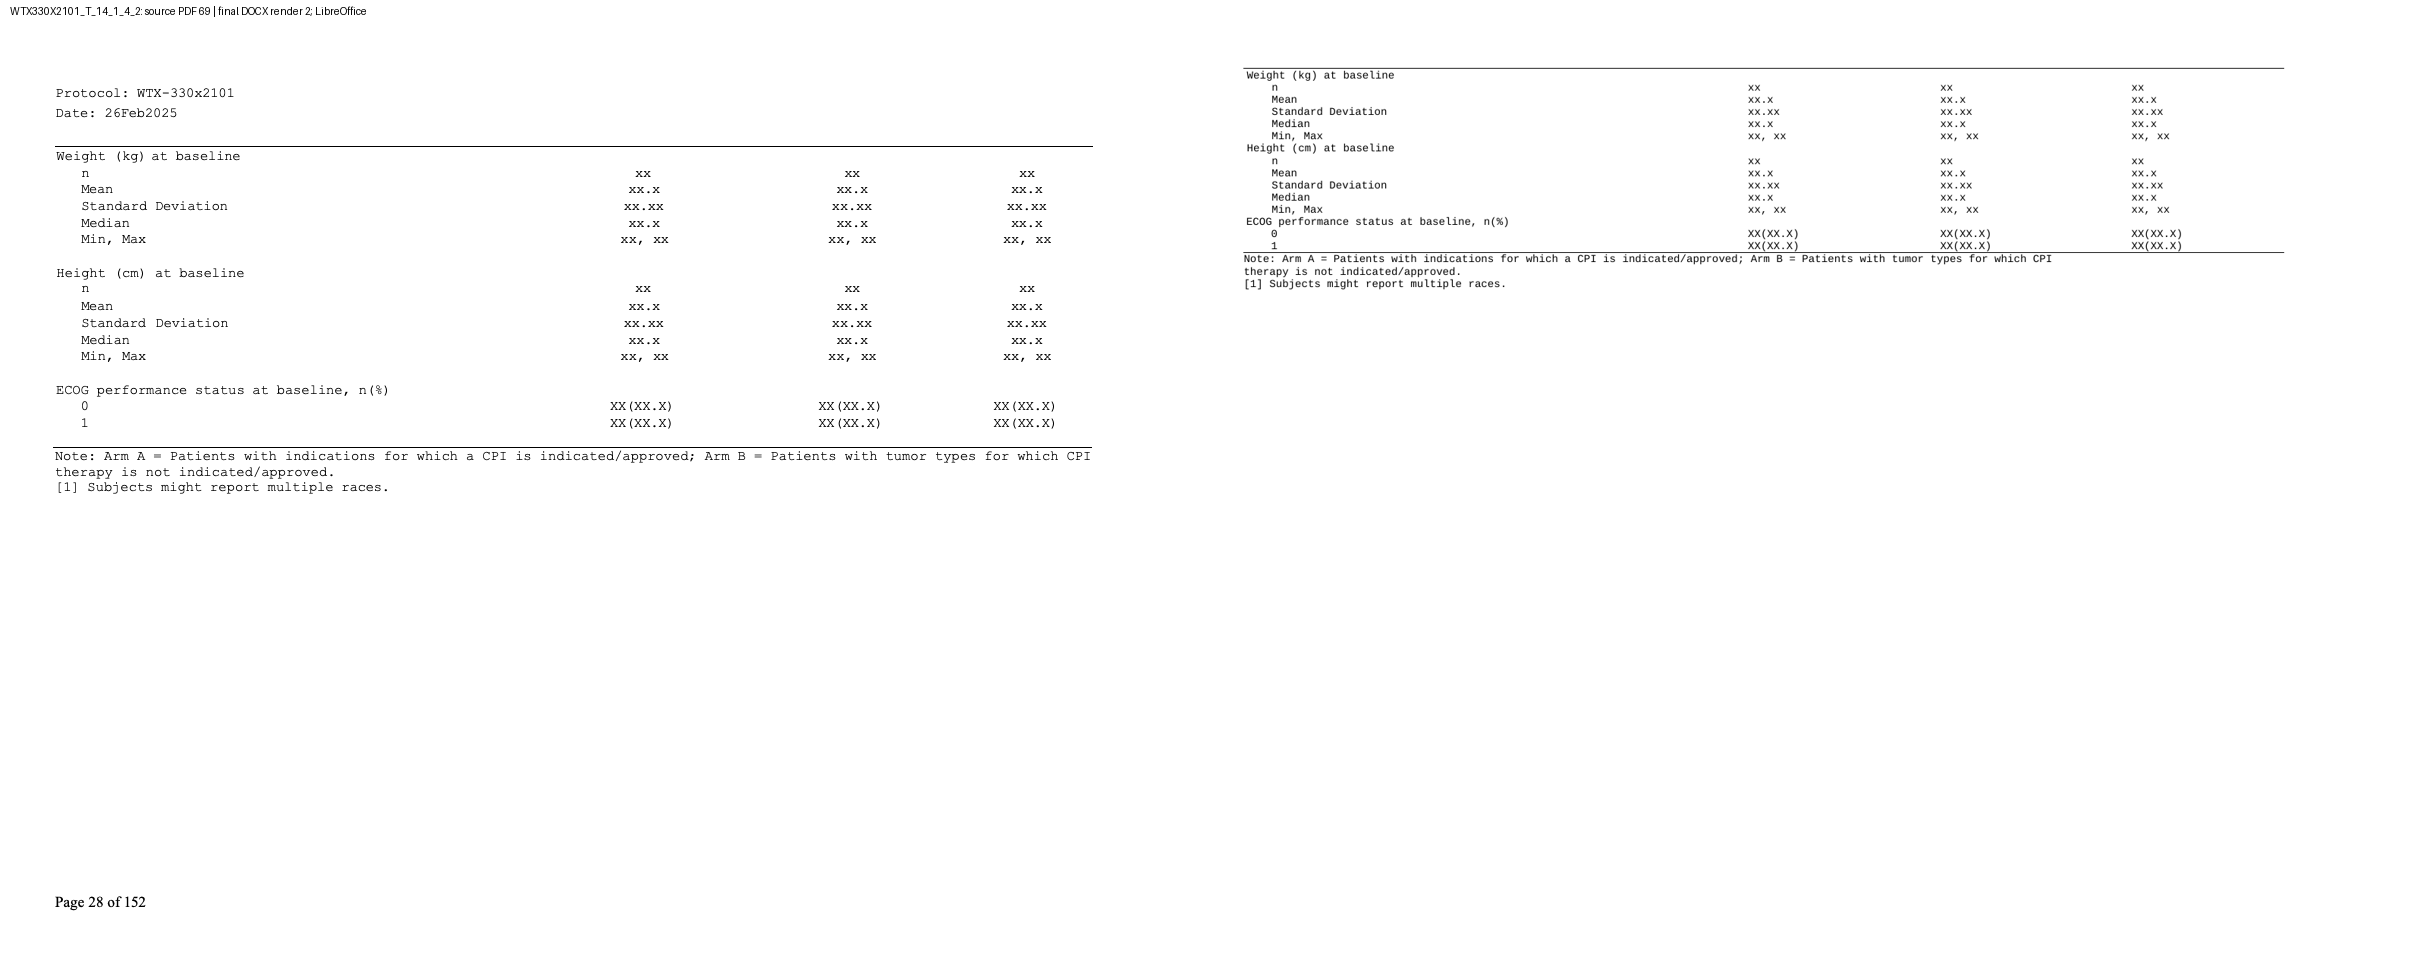 WTX330X2101_T_14_1_4_2: source PDF 69 | final DOCX render 2; LibreOffice
Protocol: WTX-330x2101
Date: 26Feb2025
Weight (kg) at baseline
n xx xx xx
Mean xx.x xx.x xx.x
Standard Deviation xx.xx xx.xx xx.xx
Median xx.x xx.x xx.x
Min, Max xx, xx xx, xx xx, xx
Height (cm) at baseline
n xx xx xx
Mean xx.x xx.x xx.x
Standard Deviation xx.xx xx.xx xx.xx
Median xx.x xx.x xx.x
Min, Max xx, xx xx, xx xx, xx
ECOG performance status at baseline, n(%)
0 XX(XX.X) XX(XX.X) XX(XX.X)
1 XX(XX.X) XX(XX.X) XX(XX.X)
Note: Arm A = Patients with indications for which a CPI is indicated/approved; Arm B = Patients with tumor types for which CPI
therapy is not indicated/approved.
[1] Subjects might report multiple races.
Page 28 of 152
Weight (kg) at baseline
n xx xx xx
Mean xx.x xx.x xx.x
Standard Deviation xx.xx xx.xx xx.xx
Median xx.x xx.x xx.x
Min, Max xx, xx xx, xx xx, xx
Height (cm) at baseline
n xx xx xx
Mean xx.x xx.x xx.x
Standard Deviation xx.xx xx.xx xx.xx
Median xx.x xx.x xx.x
Min, Max xx, xx xx, xx xx, xx
ECOG performance status at baseline, n(%)
0 XX(XX.X) XX(XX.X) XX(XX.X)
1 XX(XX.X) XX(XX.X) XX(XX.X)
Note: Arm A = Patients with indications for which a CPI is indicated/approved; Arm B = Patients with tumor types for which CPI
therapy is not indicated/approved.
[1] Subjects might report multiple races.